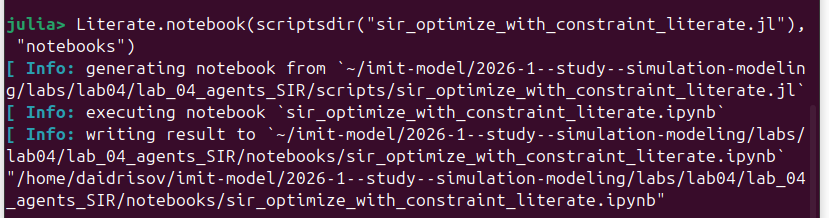 julia> Literate.notebook(scriptsdir("sir_optimize_with_constraint_literate.jl"),
 "notebooks")
[ Info: generating notebook from `~/imit-model/2026-1--study--simulation-modelin
g/labs/lab04/lab_04_agents_SIR/scripts/sir_optimize_with_constraint_literate.jl`
[ Info: executing notebook `sir_optimize_with_constraint_literate.ipynb`
[ Info: writing result to `~/imit-model/2026-1--study--simulation-modeling/labs/
lab04/lab_04_agents_SIR/notebooks/sir_optimize_with_constraint_literate.ipynb`
"/home/daidrisov/imit-model/2026-1--study--simulation-modeling/labs/lab04/lab_04
_agents_SIR/notebooks/sir_optimize_with_constraint_literate.ipynb"